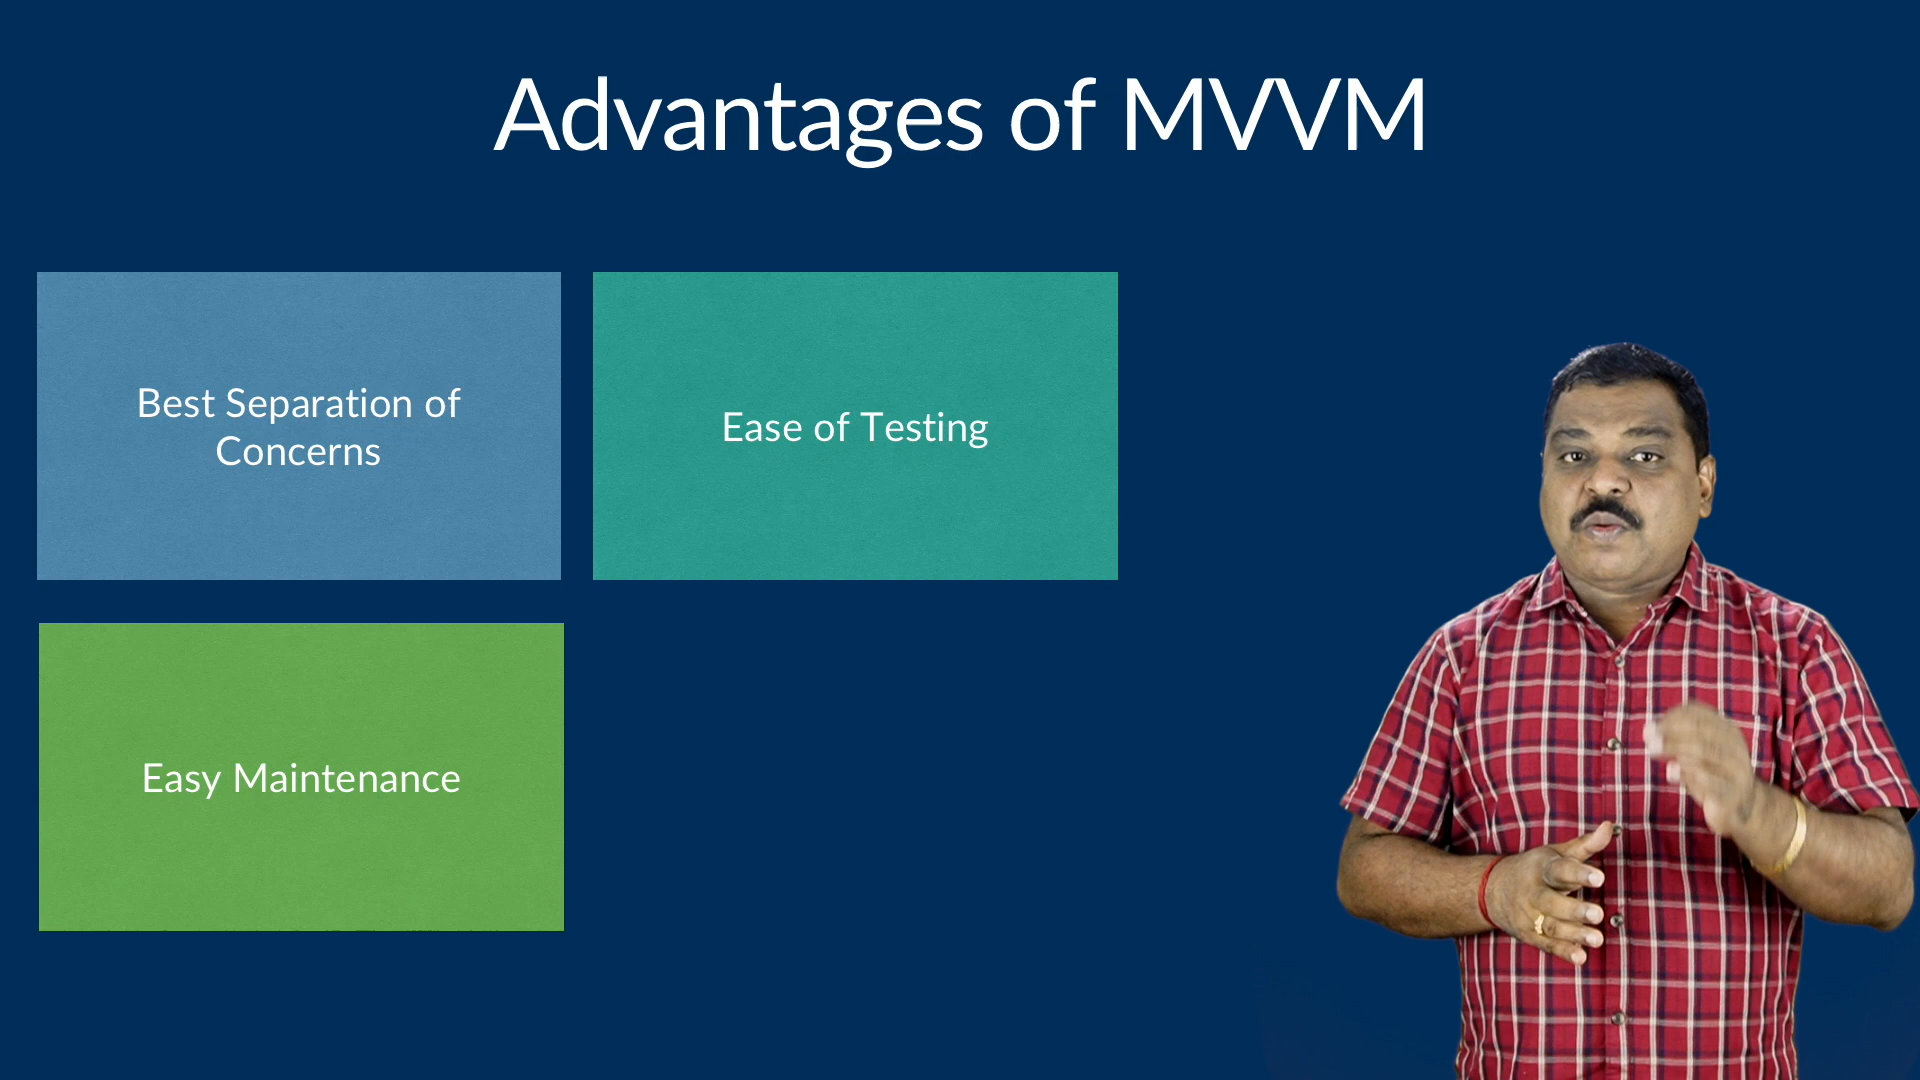 Advantages of MVVM
Best Separation of
Concerns
Ease of Testing
Easy Maintenance